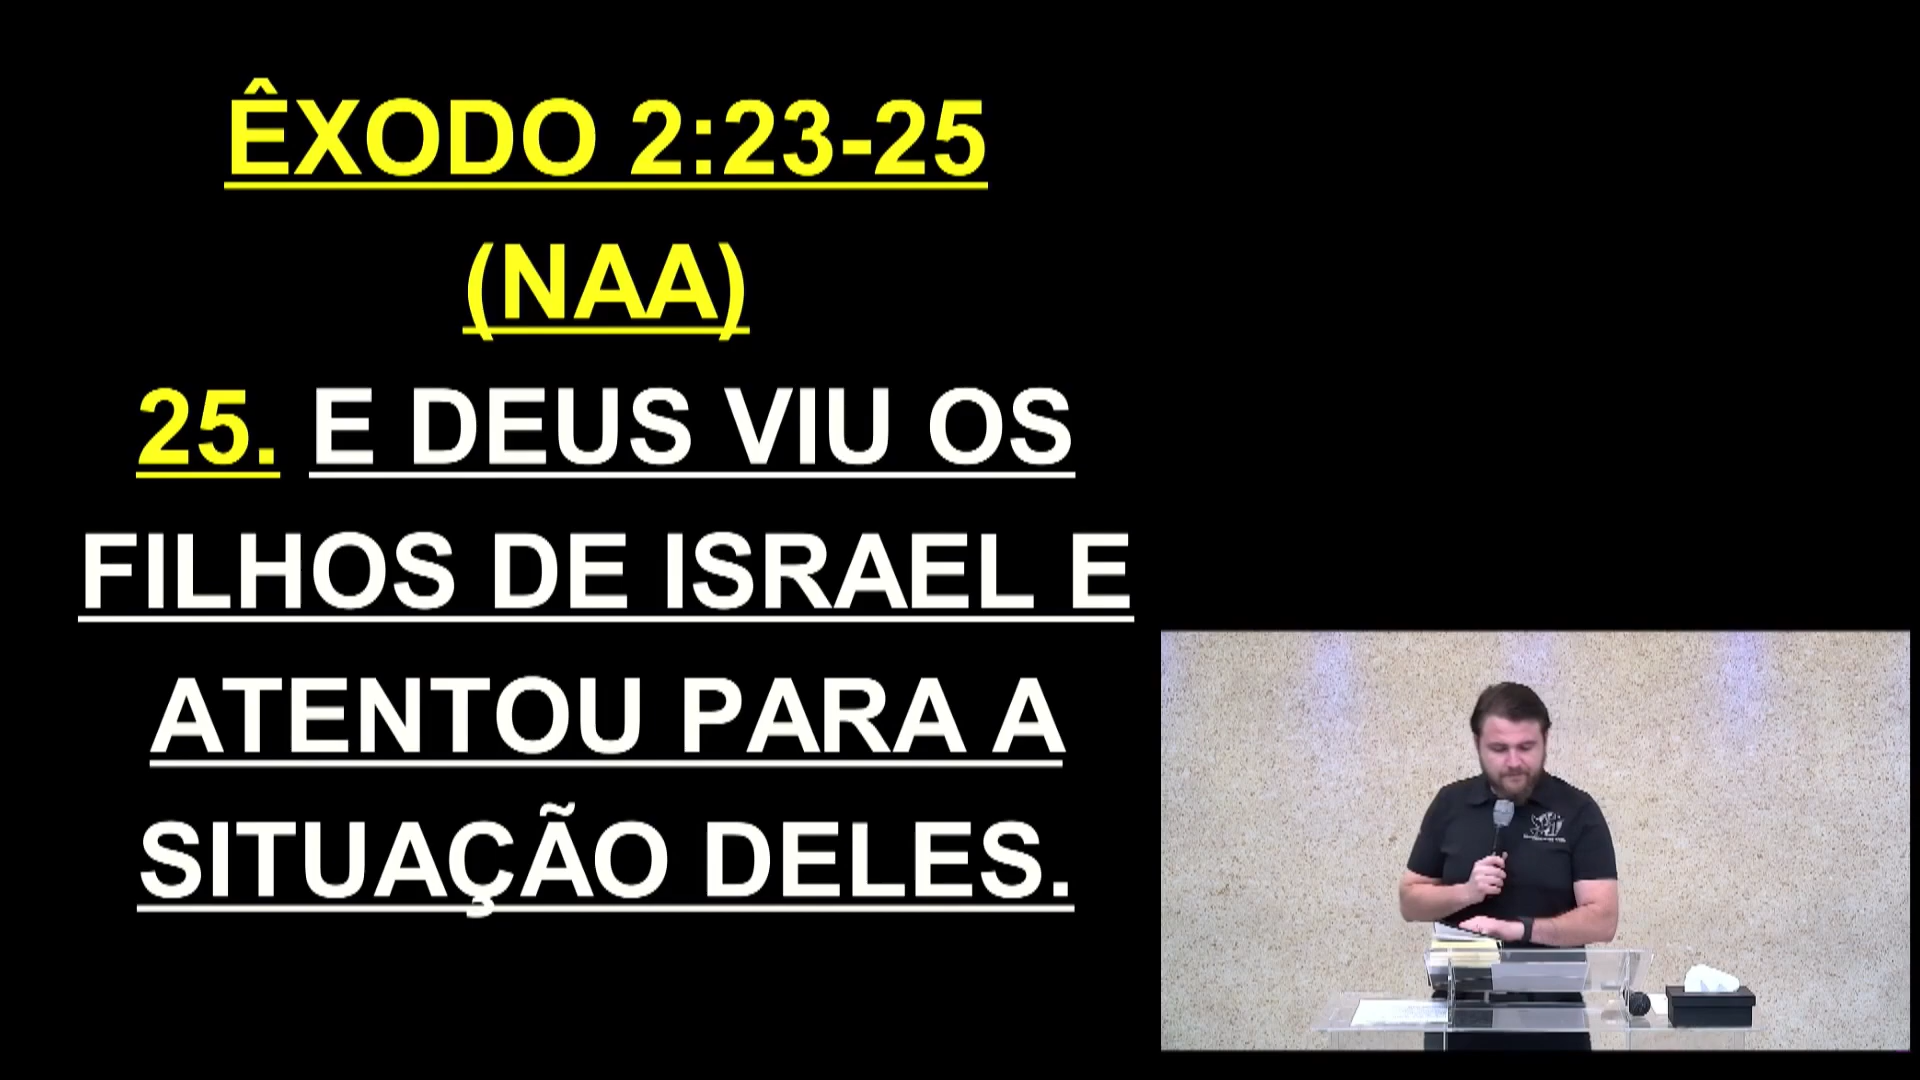 ÊXODO 2:23-25
(NAA)
25. E DEUS VIU OS
FILHOS DE ISRAEL E
ATENTOU PARA A
SITUAÇÃO DELES.